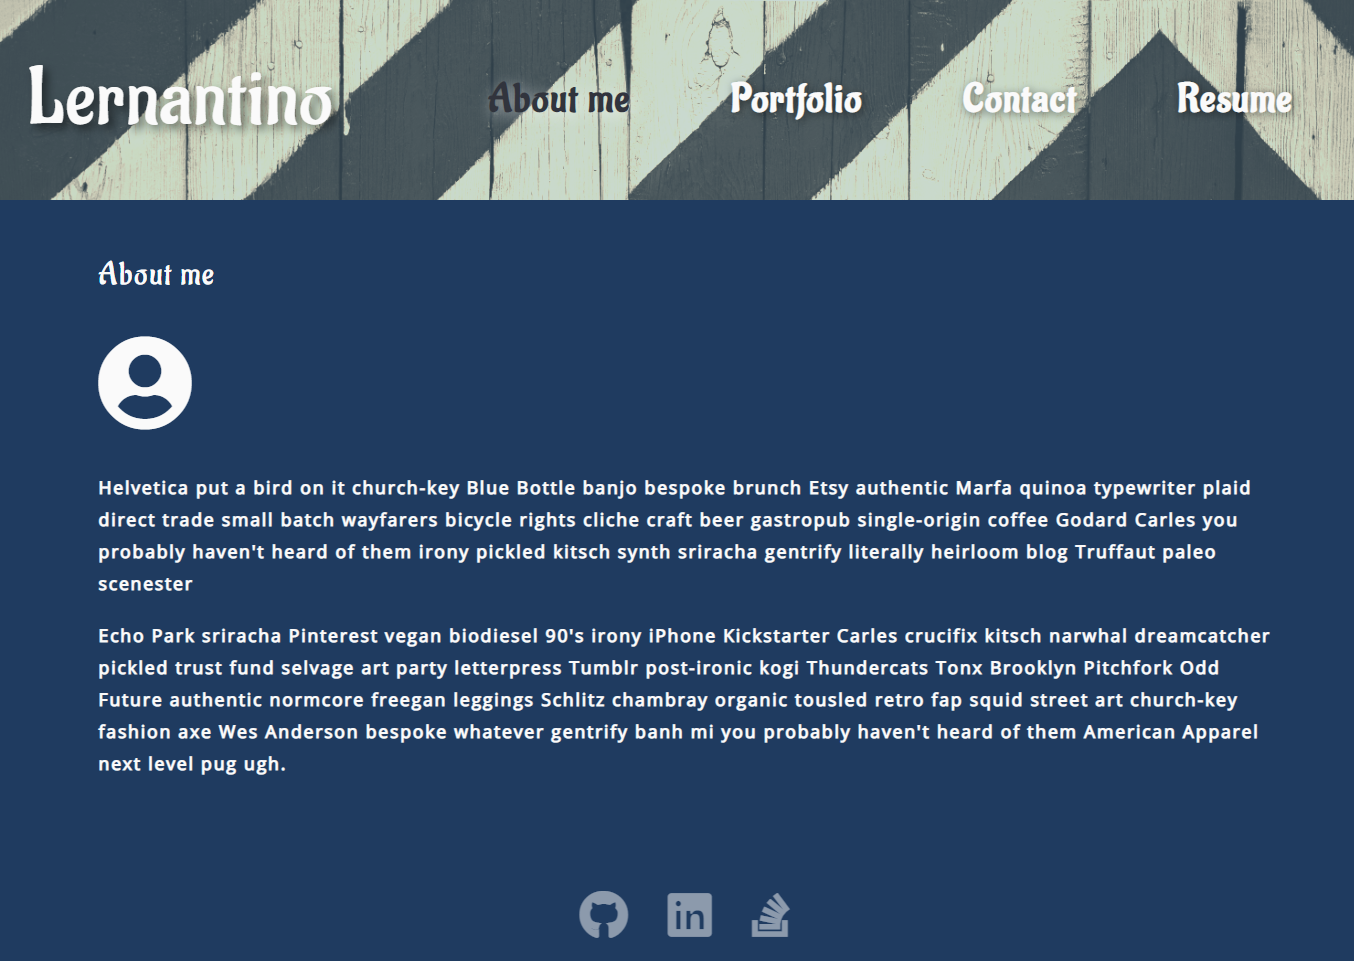 Lernantino
About me
Portfolio
Contact
Resume
About me
Helvetica put a bird on it church-key Blue Bottle banjo bespoke brunch Etsy authentic Marfa quinoa typewriter plaid
direct trade small batch wayfarers bicycle rights cliche craft beer gastropub single-origin coffee Godard Carles you
probably haven't heard of them irony pickled kitsch synth sriracha gentrify literally heirloom blog Truffaut paleo
scenester
Echo Park sriracha Pinterest vegan biodiesel 90's irony iPhone Kickstarter Carles crucifix kitsch narwhal dreamcatcher
pickled trust fund selvage art party letterpress Tumblr post-ironic kogi Thundercats Tonx Brooklyn Pitchfork Odd
Future authentic normcore freegan leggings Schlitz chambray organic tousled retro fap squid street art church-key
fashion axe Wes Anderson bespoke whatever gentrify banh mi you probably haven't heard of them American Apparel
next level pug ugh.
in